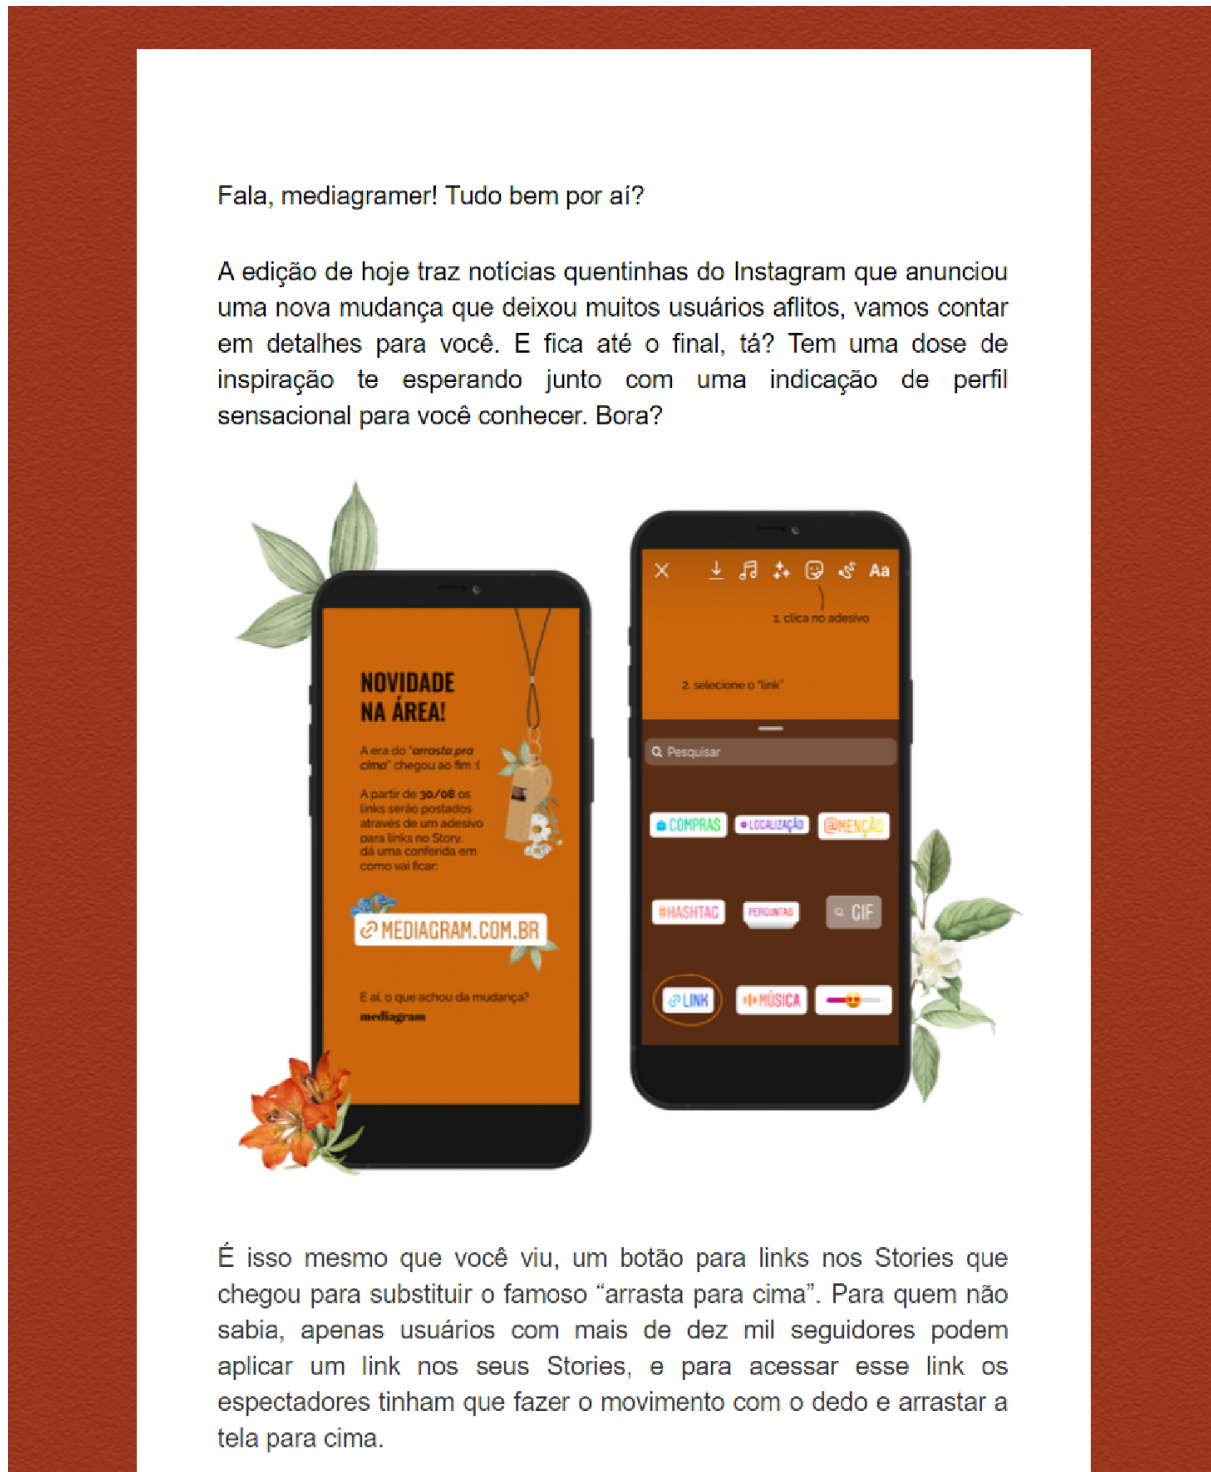 Fala, mediagramer! Tudo bem por aí?
A edição de hoje traz notícias quentinhas do Instagram que anunciou
uma nova mudança que deixou muitos usuários aflitos, vamos contar
em detalhes para você. E fica até o final, tá? Tem uma dose de
inspiração te esperando junto com uma indicação de perfil
sensacional para você conhecer. Bora?
NOVIDADE
NA ÁREA!
A era do "arrasta pra
cima" chegou ao fim :(
A partir de 30/08 os
links serão postados
através de um adesivo
para links no Story,
dá uma conferida em
como vai ficar:
MEDIAGRAM.COM.BR
E aí, o que achou da mudança?
mediagram
Aa
1. clica no adesivo
2. selecione o "link"
Pesquisar
COMPRAS
LOCALIZAÇÃO
@MENÇÃO
#HASHTAG
PERGUNTAS
GIF
LINK
MÚSICA
É isso mesmo que você viu, um botão para links nos Stories que
chegou para substituir o famoso “arrasta para cima”. Para quem não
sabia, apenas usuários com mais de dez mil seguidores podem
aplicar um link nos seus Stories, e para acessar esse link os
espectadores tinham que fazer o movimento com o dedo e arrastar a
tela para cima.